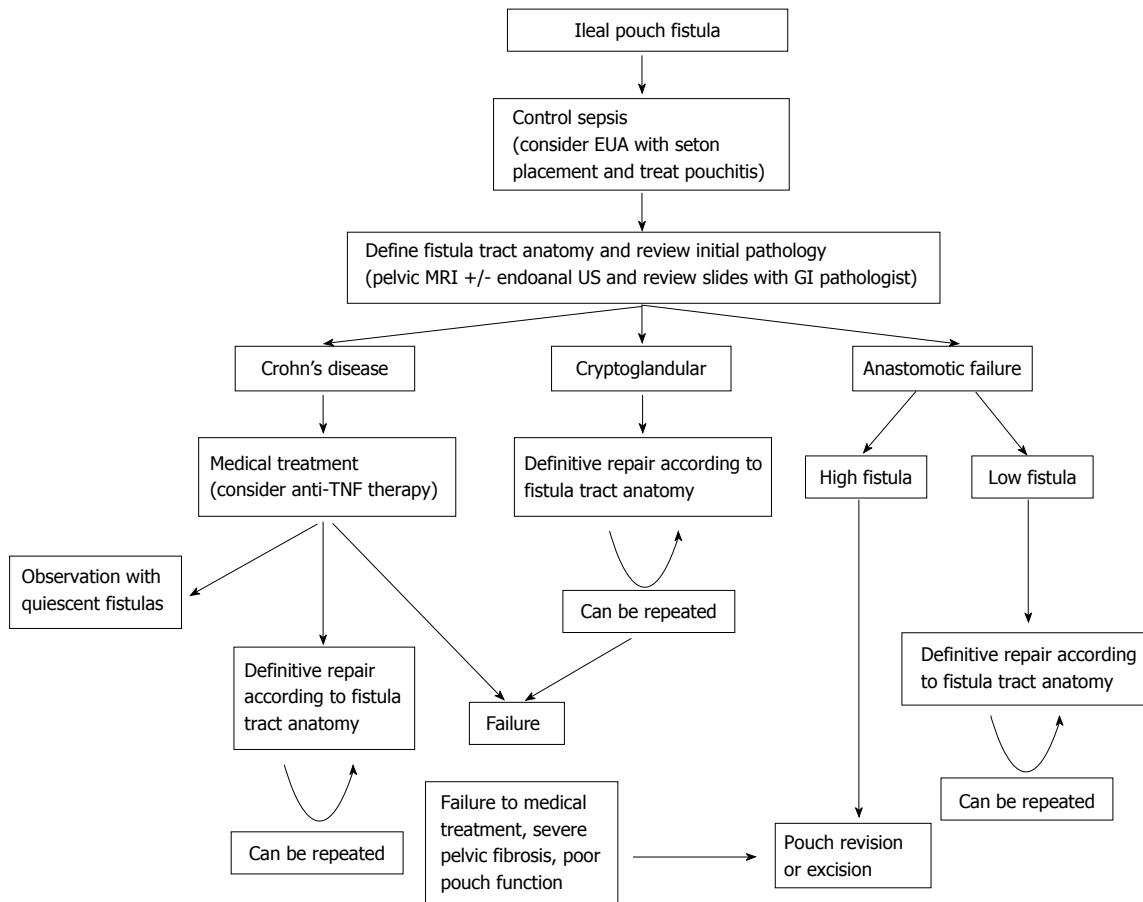 Ileal pouch fistula
Control sepsis
(consider EUA with seton
placement and treat pouchitis)
Define fistula tract anatomy and review initial pathology
(pelvic MRI +/- endoanal US and review slides with GI pathologist)
Crohn's disease
Cryptoglandular
Anastomotic failure
Medical treatment
(consider anti-TNF therapy)
Definitive repair according to
fistula tract anatomy
High fistula
Low fistula
Observation with
quiescent fistulas
Can be repeated
Definitive repair
according to fistula
tract anatomy
Failure
Definitive repair according
to fistula tract anatomy
Can be repeated
Failure to medical
treatment, severe
pelvic fibrosis, poor
pouch function
Pouch revision
or excision
Can be repeated